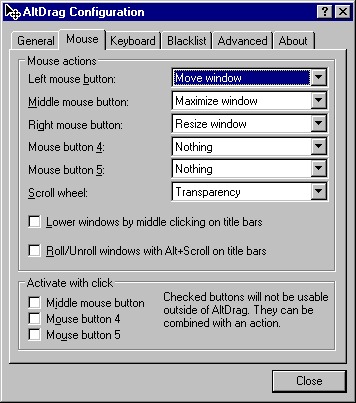 AltDrag Configuration
General Mouse Keyboard Blacklist Advanced About
Mouse actions
Left mouse button: Move window
Middle mouse button: Maximize window
Right mouse button: Resize window
Mouse button 4: Nothing
Mouse button 5: Nothing
Scroll wheel: Transparency
Lower windows by middle clicking on title bars
Roll/Unroll windows with Alt+Scroll on title bars
Activate with click
Middle mouse button
Mouse button 4
Mouse button 5
Checked buttons will not be usable
outside of AltDrag. They can be
combined with an action.
Close